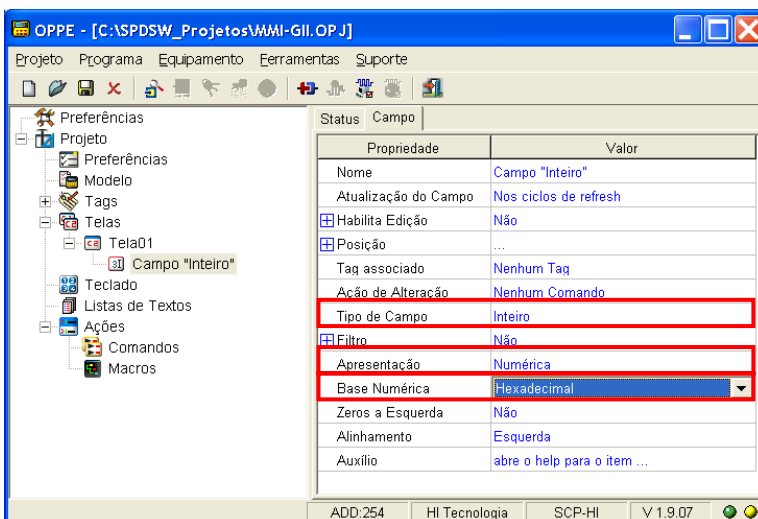 OPPE - [C:\SPDSW_Projetos\MMI-GII.OPJ]
Projeto Programa Equipamento Ferramentas Suporte
Preferências
Projeto
Preferências
Modelo
Tags
Telas
Tela01
Campo "Inteiro"
Teclado
Listas de Textos
Ações
Comandos
Macros
Status Campo
Propriedade Valor
Nome Campo "Inteiro"
Atualização do Campo Nos ciclos de refresh
Habilita Edição Não
Posição ...
Tag associado Nenhum Tag
Ação de Alteração Nenhum Comando
Tipo de Campo Inteiro
Filtro Não
Apresentação Numérica
Base Numérica Hexadecimal
Zeros a Esquerda Não
Alinhamento Esquerda
Auxílio abre o help para o item ...
ADD:254 HI Tecnologia SCP-HI V 1.9.07